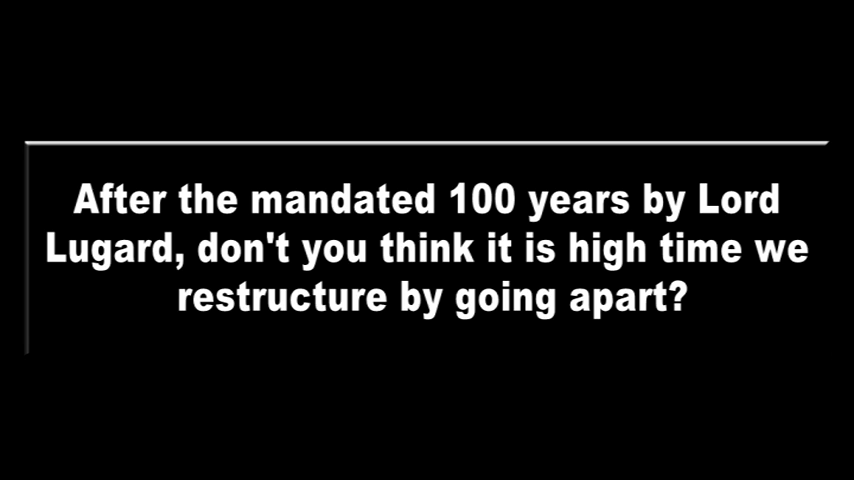 After the mandated 100 years by Lord
Lugard, don't you think it is high time we
restructure by going apart?